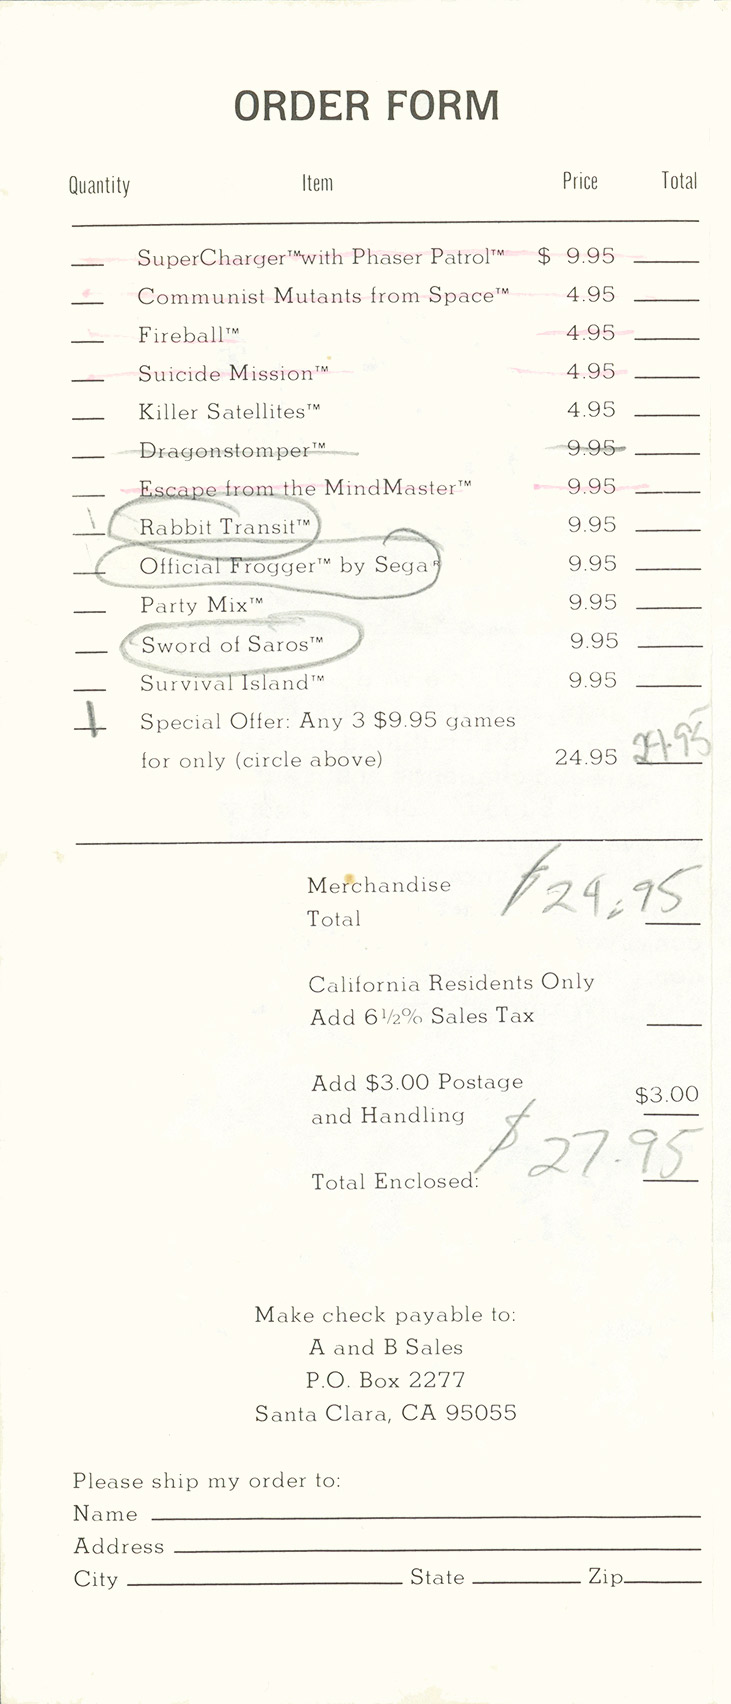 ORDER FORM
Quantity Item Price Total
SuperCharger™ with Phaser Patrol™ $ 9.95
Communist Mutants from Space™ 4.95
Fireball™ 4.95
Suicide Mission™ 4.95
Killer Satellites™ 4.95
Dragonstomper™ 9.95
Escape from the MindMaster™ 9.95
Rabbit Transit™ 9.95
Official Frogger™ by Sega® 9.95
Party Mix™ 9.95
Sword of Saros™ 9.95
Survival Island™ 9.95
1 Special Offer: Any 3 $9.95 games
for only (circle above) 24.95 24.95
Merchandise
Total $24.95
California Residents Only
Add 6½% Sales Tax
Add $3.00 Postage
and Handling $3.00
Total Enclosed: $27.95
Make check payable to:
A and B Sales
P.O. Box 2277
Santa Clara, CA 95055
Please ship my order to:
Name
Address
City State Zip